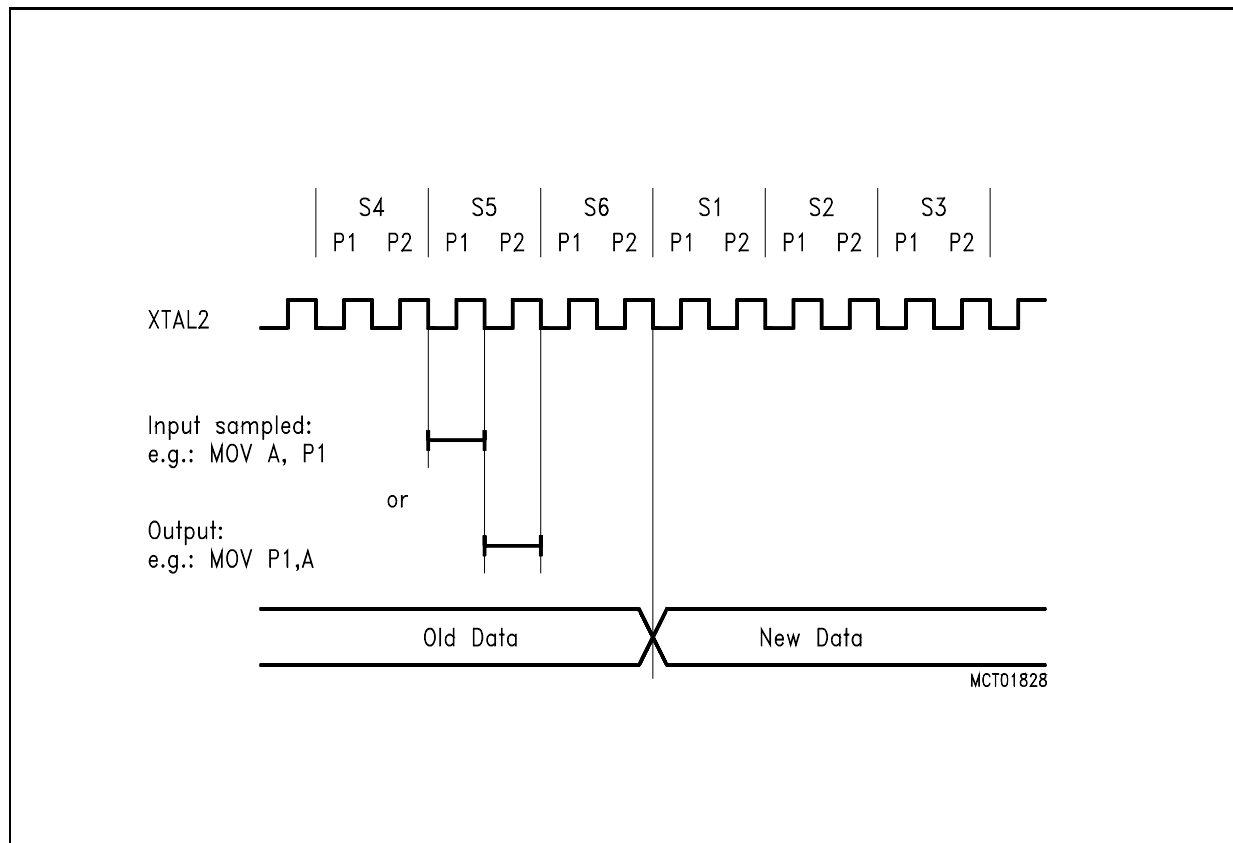 S4 S5 S6 S1 S2 S3
P1 P2 P1 P2 P1 P2 P1 P2 P1 P2 P1 P2
XTAL2
Input sampled:
e.g.: MOV A, P1
or
Output:
e.g.: MOV P1,A
Old Data New Data
MCT01828